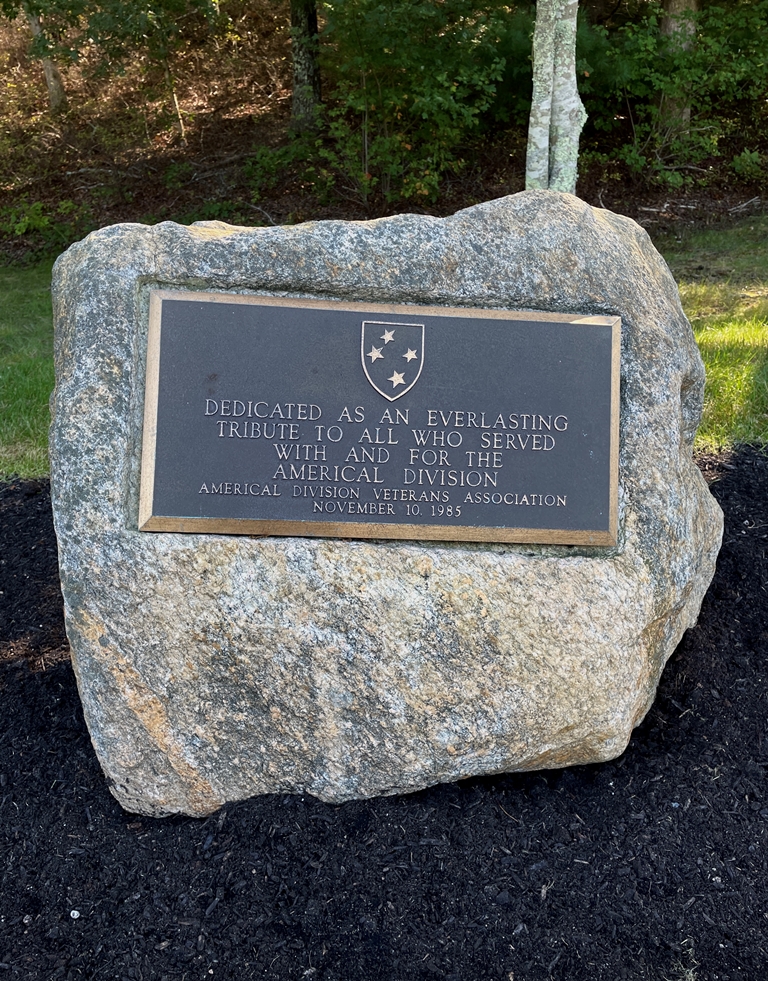 DEDICATED AS AN EVERLASTING
TRIBUTE TO ALL WHO SERVED
WITH AND FOR THE
AMERICAL DIVISION
AMERICAL DIVISION VETERANS ASSOCIATION
NOVEMBER 10, 1985